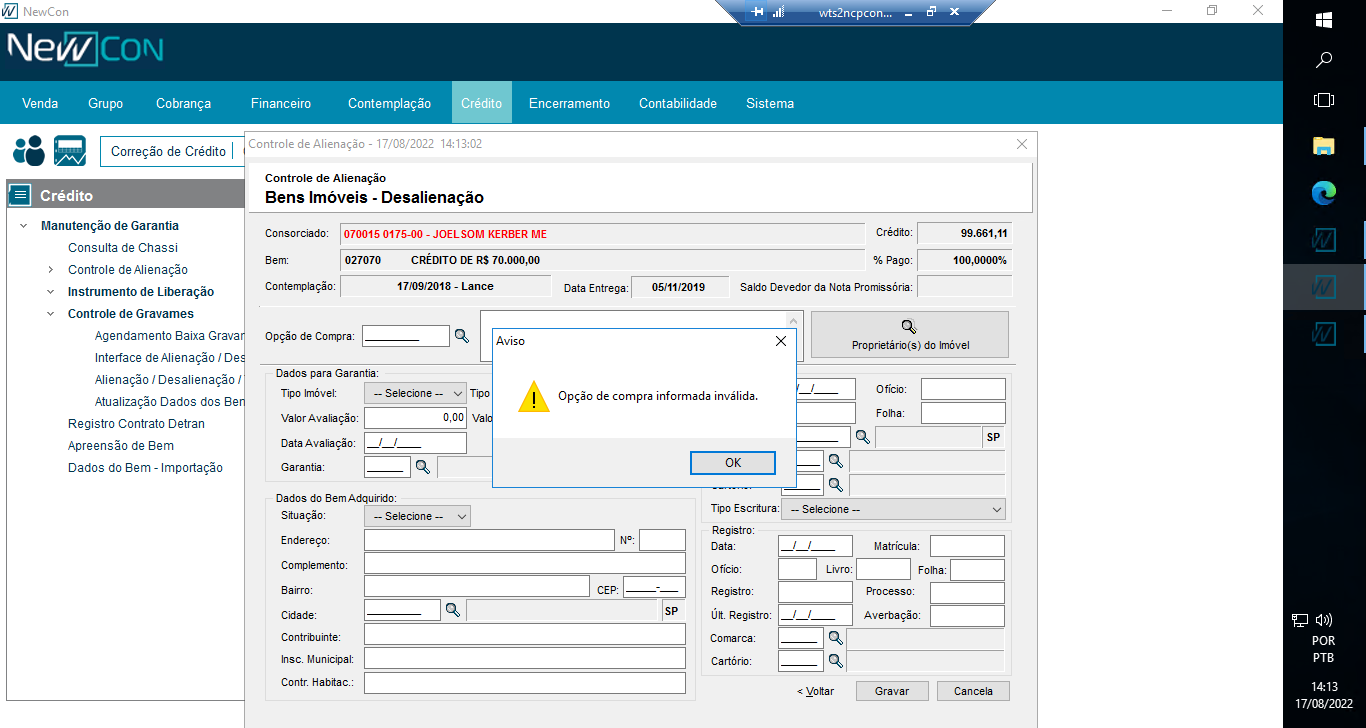 NewCon
wts2ncpcon...
NewCon
Venda Grupo Cobrança Financeiro Contemplação Crédito Encerramento Contabilidade Sistema
Correção de Crédito
Crédito
Manutenção de Garantia
Consulta de Chassi
Controle de Alienação
Instrumento de Liberação
Controle de Gravames
Agendamento Baixa Gravar
Interface de Alienação / Des
Alienação / Desalienação /
Atualização Dados dos Ben
Registro Contrato Detran
Apreensão de Bem
Dados do Bem - Importação
Controle de Alienação - 17/08/2022 14:13:02
Controle de Alienação
Bens Imóveis - Desalienação
Consorciado: 070015 0175-00 - JOELSOM KERBER ME Crédito: 99.661,11
Bem: 027070 CRÉDITO DE R$ 70.000,00 % Pago: 100,0000%
Contemplação: 17/09/2018 - Lance Data Entrega: 05/11/2019 Saldo Devedor da Nota Promissória:
Opção de Compra: Proprietário(s) do Imóvel
Aviso
Opção de compra informada inválida.
OK
Dados para Garantia:
Tipo Imóvel: -- Selecione -- Tipo __/__/____ Ofício:
Valor Avaliação: 0,00 Valo Folha:
Data Avaliação: __/__/____ SP
Garantia:
Tipo Escritura: -- Selecione --
Dados do Bem Adquirido:
Situação: -- Selecione --
Endereço: Nº:
Complemento:
Bairro: CEP: _____-___
Cidade: SP
Contribuinte:
Insc. Municipal:
Contr. Habitac.:
Registro:
Data: __/__/____ Matrícula:
Ofício: Livro: Folha:
Registro: Processo:
Últ. Registro: __/__/____ Averbação:
Comarca:
Cartório:
< Voltar Gravar Cancela
POR
PTB
14:13
17/08/2022